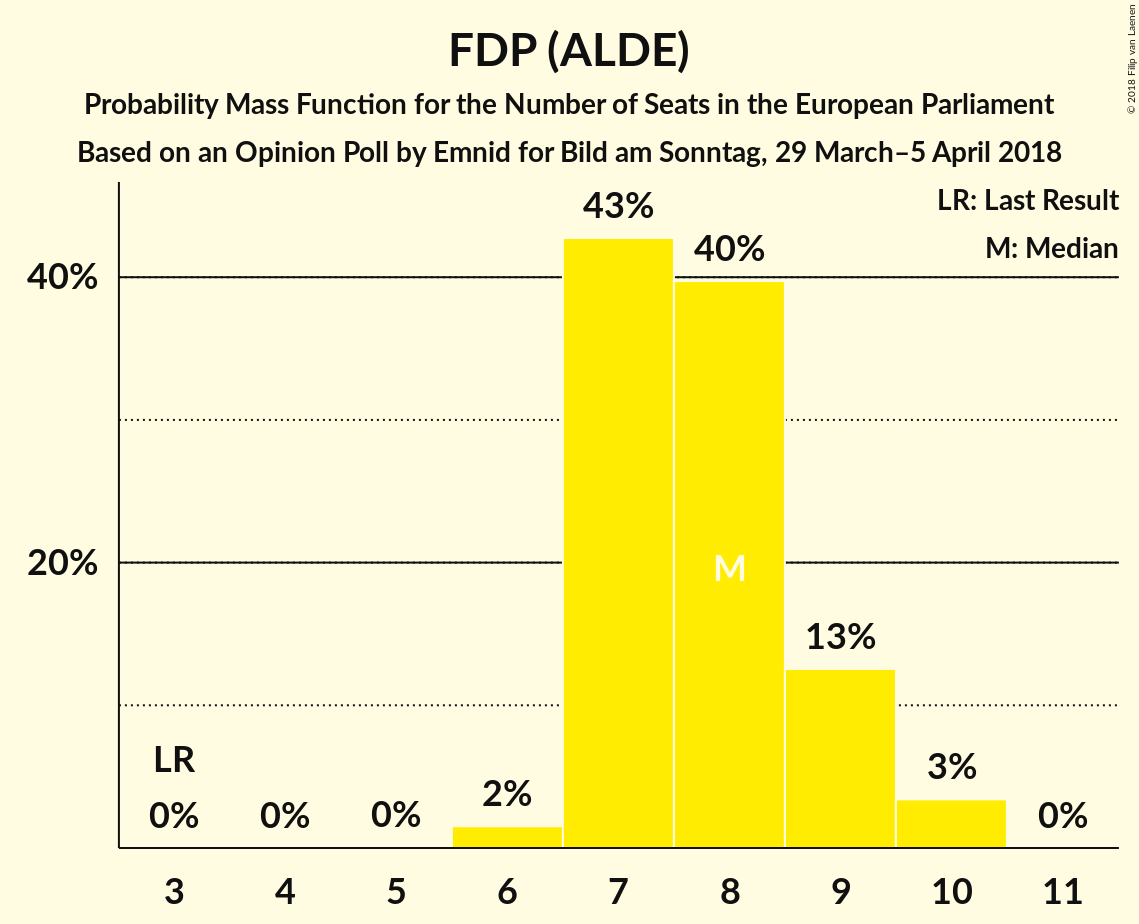 FDP (ALDE)
Probability Mass Function for the Number of Seats in the European Parliament
Based on an Opinion Poll by Emnid for Bild am Sonntag, 29 March–5 April 2018
© 2018 Filip van Laenen
LR: Last Result
M: Median
43%
40%
40%
20%
M
13%
LR
3%
2%
0%
0%
0%
0%
3 4 5 6 7 8 9 10 11